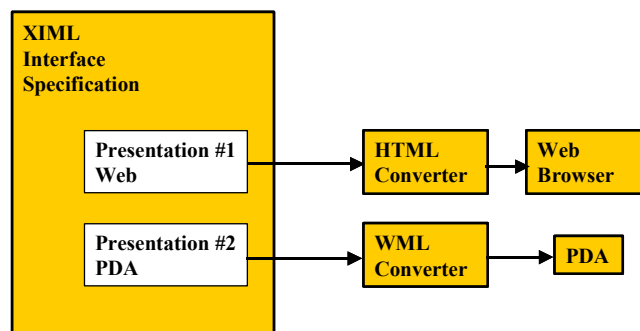 XIML
Interface
Specification
Presentation #1
Web
HTML
Converter
Web
Browser
Presentation #2
PDA
WML
Converter
PDA